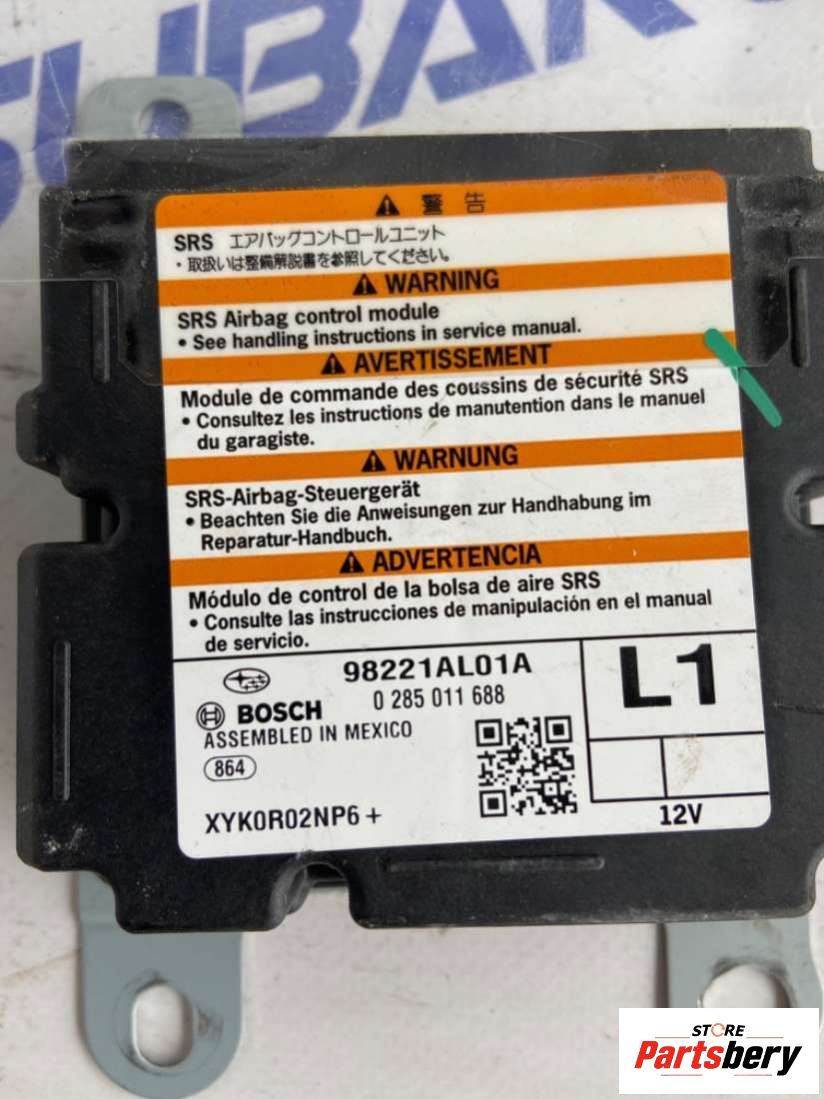 SUBARU
警告
SRS エアバッグコントロールユニット
・取扱いは整備解説書を参照してください。
WARNING
SRS Airbag control module
• See handling instructions in service manual.
AVERTISSEMENT
Module de commande des coussins de sécurité SRS
• Consultez les instructions de manutention dans le manuel
du garagiste.
WARNUNG
SRS-Airbag-Steuergerät
• Beachten Sie die Anweisungen zur Handhabung im
Reparatur-Handbuch.
ADVERTENCIA
Módulo de control de la bolsa de aire SRS
• Consulte las instrucciones de manipulación en el manual
de servicio.
98221AL01A
L1
0 285 011 688
BOSCH
ASSEMBLED IN MEXICO
864
XYK0R02NP6+
12V
STORE
Partsbery